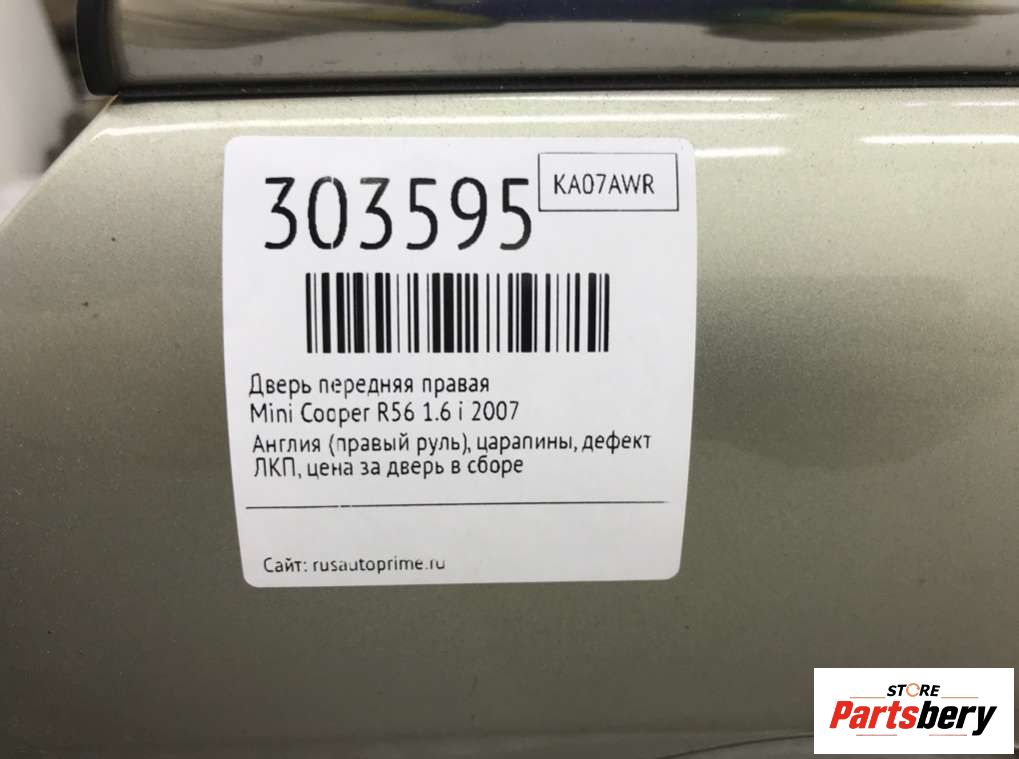 303595
KA07AWR
Дверь передняя правая
Mini Cooper R56 1.6 i 2007
Англия (правый руль), царапины, дефект
ЛКП, цена за дверь в сборе
Сайт: rusautoprime.ru
STORE
Partsbery